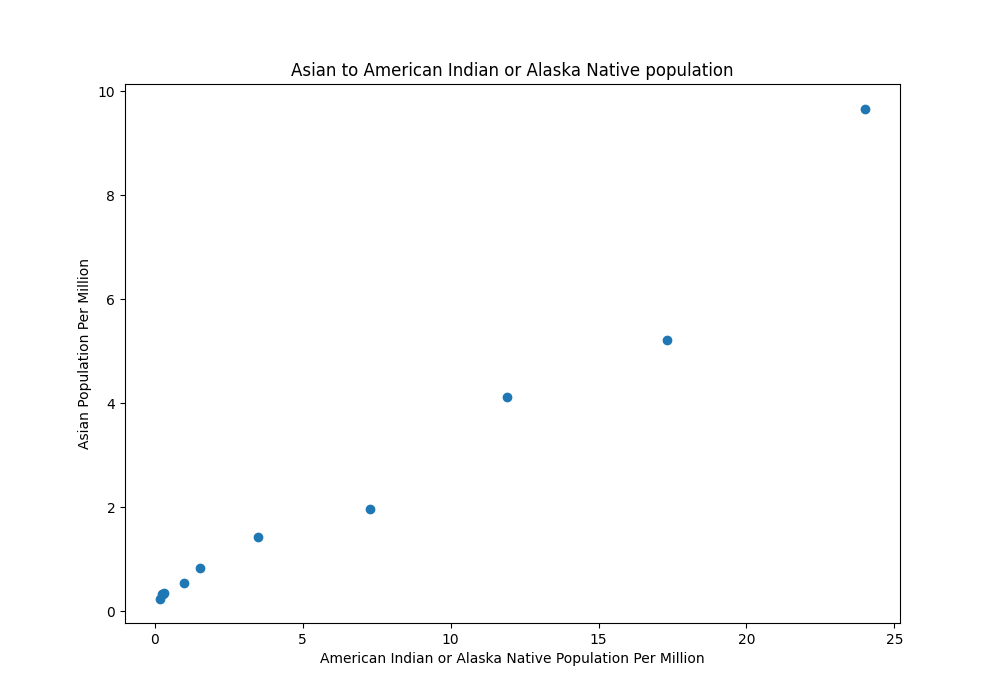 Asian to American Indian or Alaska Native population
10
8
6
4
2
0
Asian Population Per Million
0 5 10 15 20 25
American Indian or Alaska Native Population Per Million